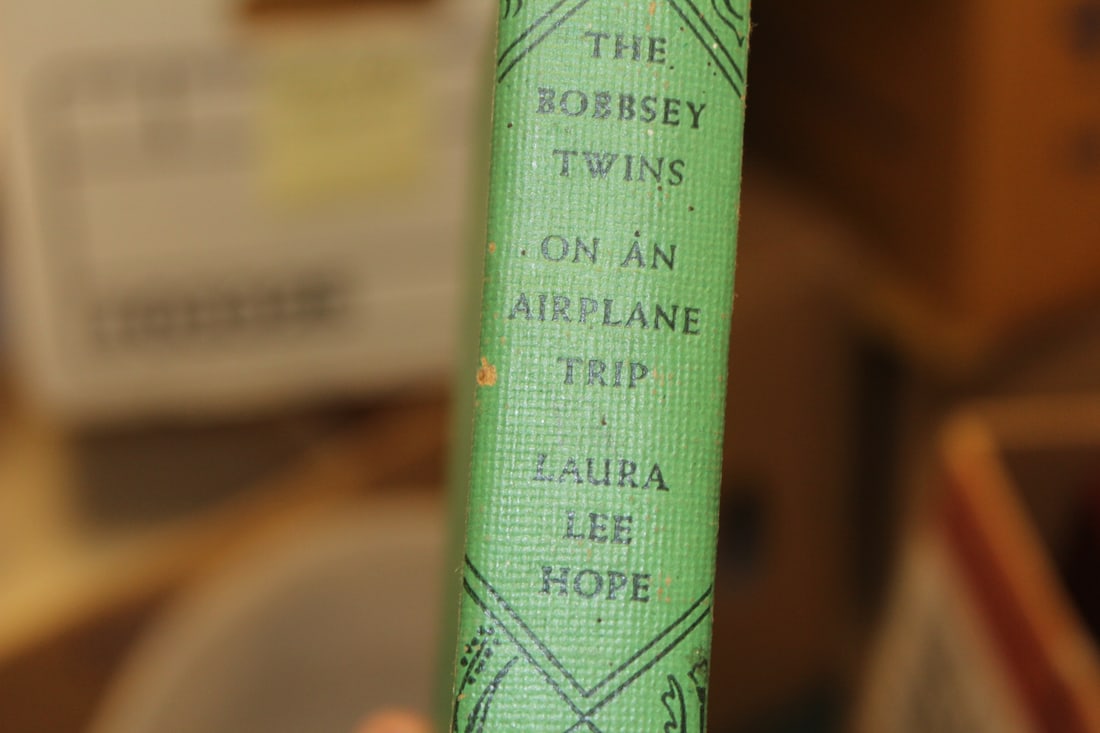 THE
BOBBSEY
TWINS
ON AN
AIRPLANE
TRIP
LAURA
LEE
HOPE